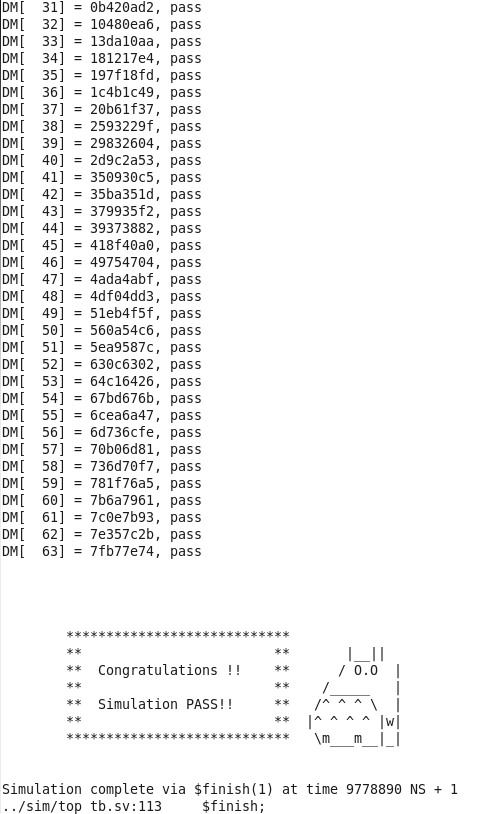 DM[  31] = 0b420ad2, pass
DM[  32] = 10480ea6, pass
DM[  33] = 13da10aa, pass
DM[  34] = 181217e4, pass
DM[  35] = 197f18fd, pass
DM[  36] = 1c4b1c49, pass
DM[  37] = 20b61f37, pass
DM[  38] = 2593229f, pass
DM[  39] = 29832604, pass
DM[  40] = 2d9c2a53, pass
DM[  41] = 350930c5, pass
DM[  42] = 35ba351d, pass
DM[  43] = 379935f2, pass
DM[  44] = 39373882, pass
DM[  45] = 418f40a0, pass
DM[  46] = 49754704, pass
DM[  47] = 4ada4abf, pass
DM[  48] = 4df04dd3, pass
DM[  49] = 51eb4f5f, pass
DM[  50] = 560a54c6, pass
DM[  51] = 5ea9587c, pass
DM[  52] = 630c6302, pass
DM[  53] = 64c16426, pass
DM[  54] = 67bd676b, pass
DM[  55] = 6cea6a47, pass
DM[  56] = 6d736cfe, pass
DM[  57] = 70b06d81, pass
DM[  58] = 736d70f7, pass
DM[  59] = 781f76a5, pass
DM[  60] = 7b6a7961, pass
DM[  61] = 7c0e7b93, pass
DM[  62] = 7e357c2b, pass
DM[  63] = 7fb77e74, pass
        ****************************
        **                        **       |__||
        **  Congratulations !!    **      / O.O  |
        **                        **    /_____   |
        **  Simulation PASS!!     **   /^ ^ ^ \  |
        **                        **  |^ ^ ^ ^ |w|
        ****************************   \m___m__|_|
Simulation complete via $finish(1) at time 9778890 NS + 1
../sim/top tb.sv:113     $finish;